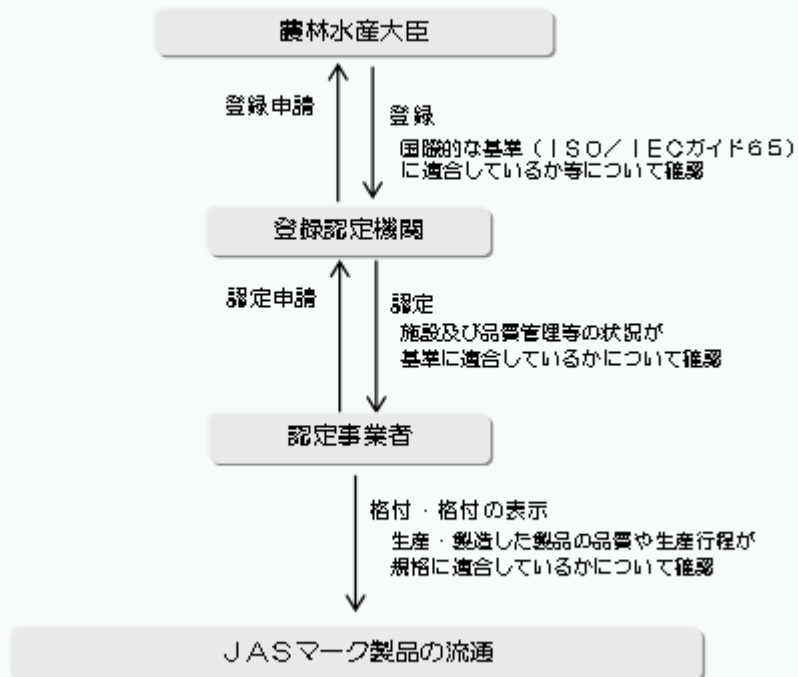 農林水産大臣
登録申請
登録
国際的な基準（ＩＳＯ／ＩＥＣガイド６５）
に適合しているか等について確認
登録認定機関
認定申請
認定
施設及び品質管理等の状況が
基準に適合しているかについて確認
認定事業者
格付・格付の表示
生産・製造した製品の品質や生産行程が
規格に適合しているかについて確認
ＪＡＳマーク製品の流通